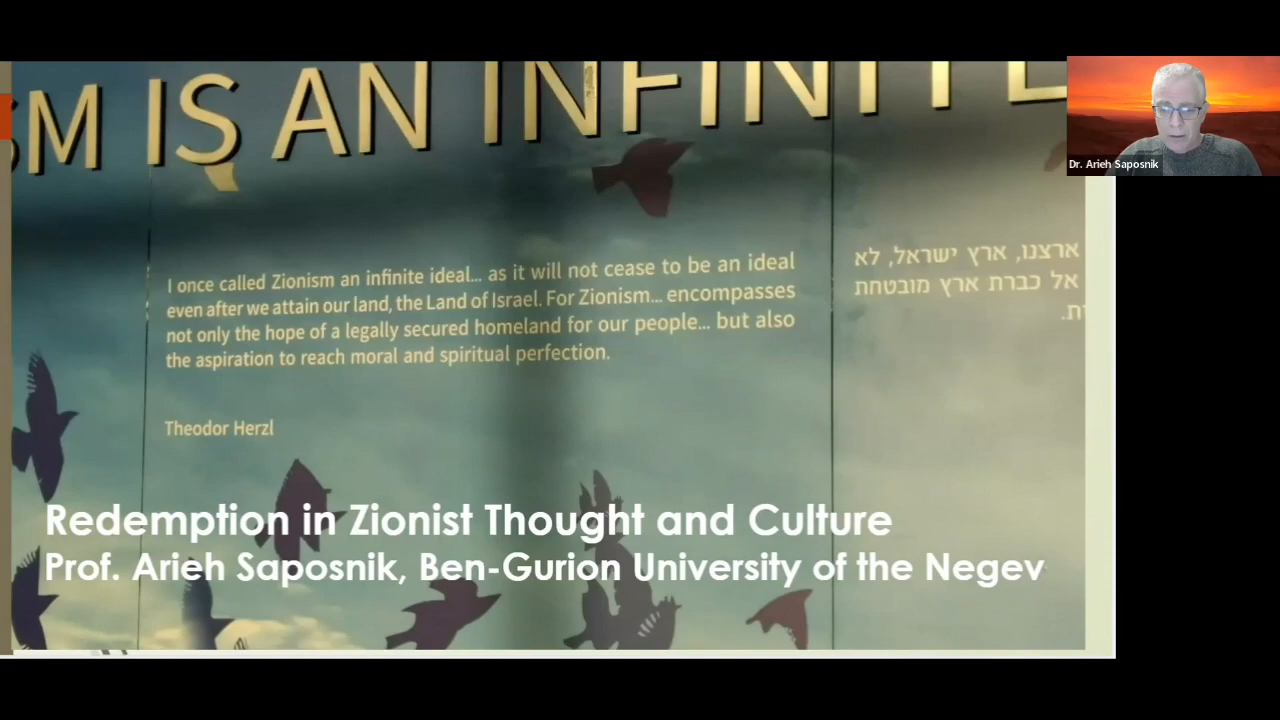 SM IS AN INFINITE
Dr. Arieh Saposnik
I once called Zionism an infinite ideal... as it will not cease to be an ideal
even after we attain our land, the Land of Israel. For Zionism... encompasses
not only the hope of a legally secured homeland for our people... but also
the aspiration to reach moral and spiritual perfection.
Theodor Herzl
ארצנו, ארץ ישראל, לא
אל כברת ארץ מובטחת
ית.
Redemption in Zionist Thought and Culture
Prof. Arieh Saposnik, Ben-Gurion University of the Negev